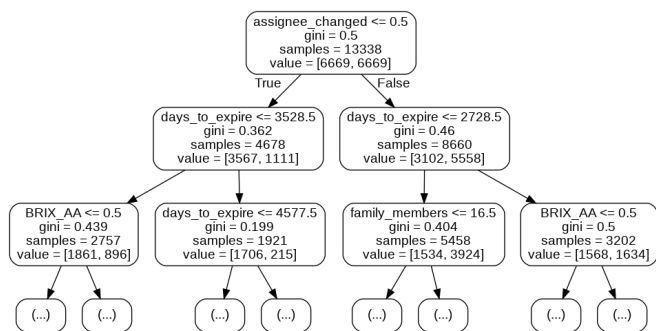 assignee_changed <= 0.5
gini = 0.5
samples = 13338
value = [6669, 6669]
True
False
days_to_expire <= 3528.5
gini = 0.362
samples = 4678
value = [3567, 1111]
days_to_expire <= 2728.5
gini = 0.46
samples = 8660
value = [3102, 5558]
BRIX_AA <= 0.5
gini = 0.439
samples = 2757
value = [1861, 896]
days_to_expire <= 4577.5
gini = 0.199
samples = 1921
value = [1706, 215]
family_members <= 16.5
gini = 0.404
samples = 5458
value = [1534, 3924]
BRIX_AA <= 0.5
gini = 0.5
samples = 3202
value = [1568, 1634]
(...)
(...)
(...)
(...)
(...)
(...)
(...)
(...)